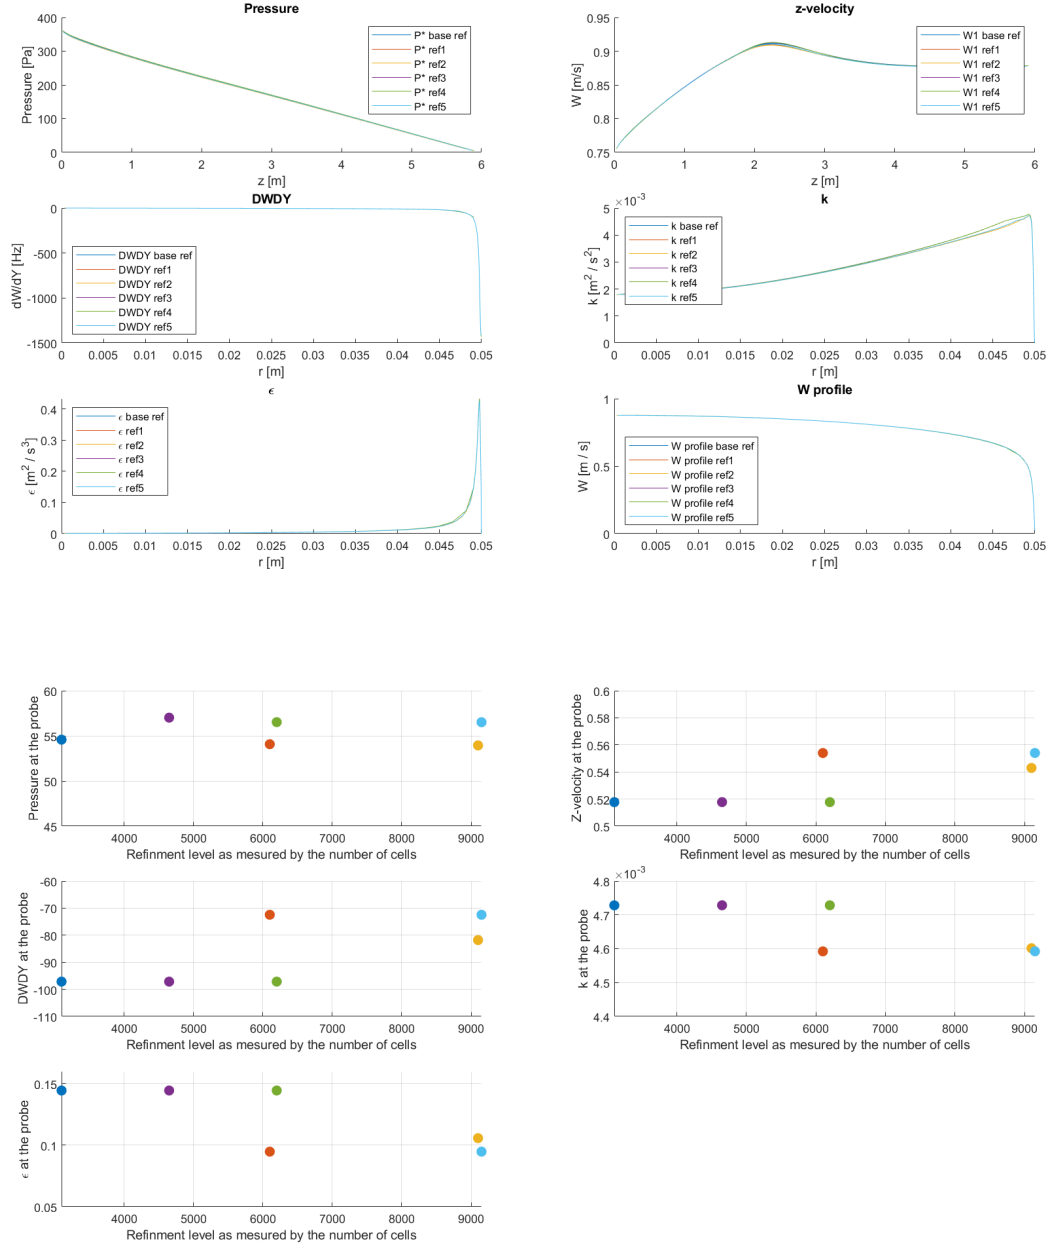 Pressure
400
300
200
100
0
Pressure [Pa]
P* base ref
P* ref1
P* ref2
P* ref3
P* ref4
P* ref5
0 1 2 3 4 5 6
z [m]
z-velocity
0.95
0.9
0.85
0.8
0.75
W [m/s]
W1 base ref
W1 ref1
W1 ref2
W1 ref3
W1 ref4
W1 ref5
0 1 2 3 4 5 6
z [m]
DWDY
0
-500
-1000
-1500
dW/dY [Hz]
DWDY base ref
DWDY ref1
DWDY ref2
DWDY ref3
DWDY ref4
DWDY ref5
0 0.005 0.01 0.015 0.02 0.025 0.03 0.035 0.04 0.045 0.05
r [m]
k
×10⁻³
5
4
3
2
1
0
k [m² / s²]
k base ref
k ref1
k ref2
k ref3
k ref4
k ref5
0 0.005 0.01 0.015 0.02 0.025 0.03 0.035 0.04 0.045 0.05
r [m]
ϵ
0.4
0.3
0.2
0.1
0
ϵ [m² / s³]
ϵ base ref
ϵ ref1
ϵ ref2
ϵ ref3
ϵ ref4
ϵ ref5
0 0.005 0.01 0.015 0.02 0.025 0.03 0.035 0.04 0.045 0.05
r [m]
W profile
1
0.5
0
W [m / s]
W profile base ref
W profile ref1
W profile ref2
W profile ref3
W profile ref4
W profile ref5
0 0.005 0.01 0.015 0.02 0.025 0.03 0.035 0.04 0.045 0.05
r [m]
60
55
50
45
Pressure at the probe
4000 5000 6000 7000 8000 9000
Refinment level as mesured by the number of cells
0.6
0.58
0.56
0.54
0.52
0.5
Z-velocity at the probe
4000 5000 6000 7000 8000 9000
Refinment level as mesured by the number of cells
-60
-70
-80
-90
-100
-110
DWDY at the probe
4000 5000 6000 7000 8000 9000
Refinment level as mesured by the number of cells
×10⁻³
4.8
4.7
4.6
4.5
4.4
k at the probe
4000 5000 6000 7000 8000 9000
Refinment level as mesured by the number of cells
0.15
0.1
0.05
ϵ at the probe
4000 5000 6000 7000 8000 9000
Refinment level as mesured by the number of cells